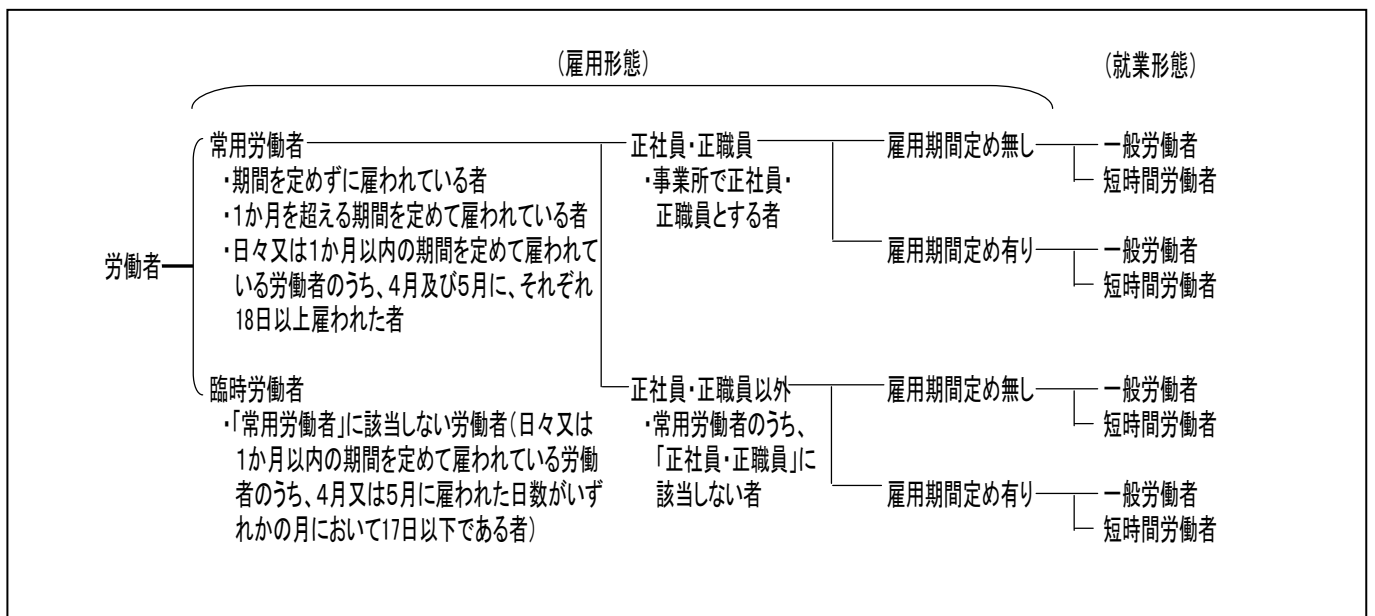 (雇用形態)
(就業形態)
労働者
常用労働者
・期間を定めずに雇われている者
・1か月を超える期間を定めて雇われている者
・日々又は1か月以内の期間を定めて雇われて
いる労働者のうち、4月及び5月に、それぞれ
18日以上雇われた者
臨時労働者
・「常用労働者」に該当しない労働者(日々又は
1か月以内の期間を定めて雇われている労働
者のうち、4月又は5月に雇われた日数がいず
れかの月において17日以下である者)
正社員・正職員
・事業所で正社員・
正職員とする者
雇用期間定め無し
一般労働者
短時間労働者
雇用期間定め有り
一般労働者
短時間労働者
正社員・正職員以外
・常用労働者のうち、
「正社員・正職員」に
該当しない者
雇用期間定め無し
一般労働者
短時間労働者
雇用期間定め有り
一般労働者
短時間労働者